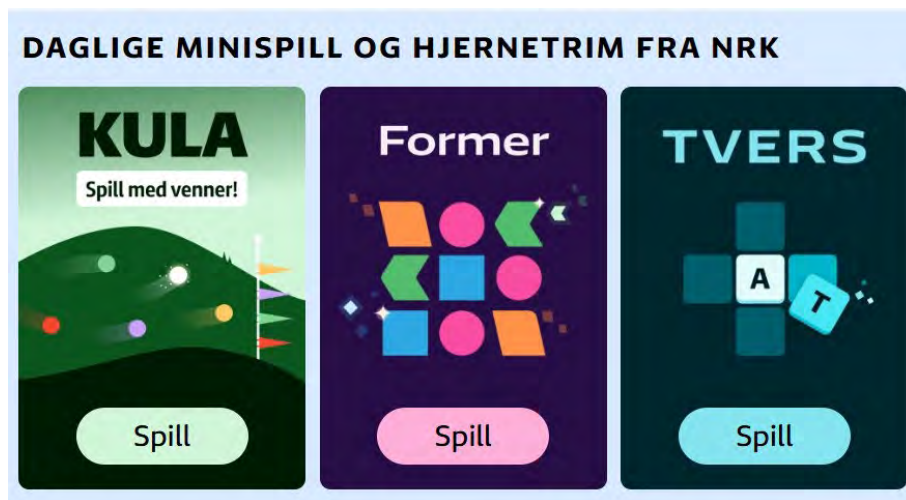 DAGLIGE MINISPILL OG HJERNETRIM FRA NRK
KULA
Spill med venner!
Spill
Former
Spill
TVERS
A
T
Spill